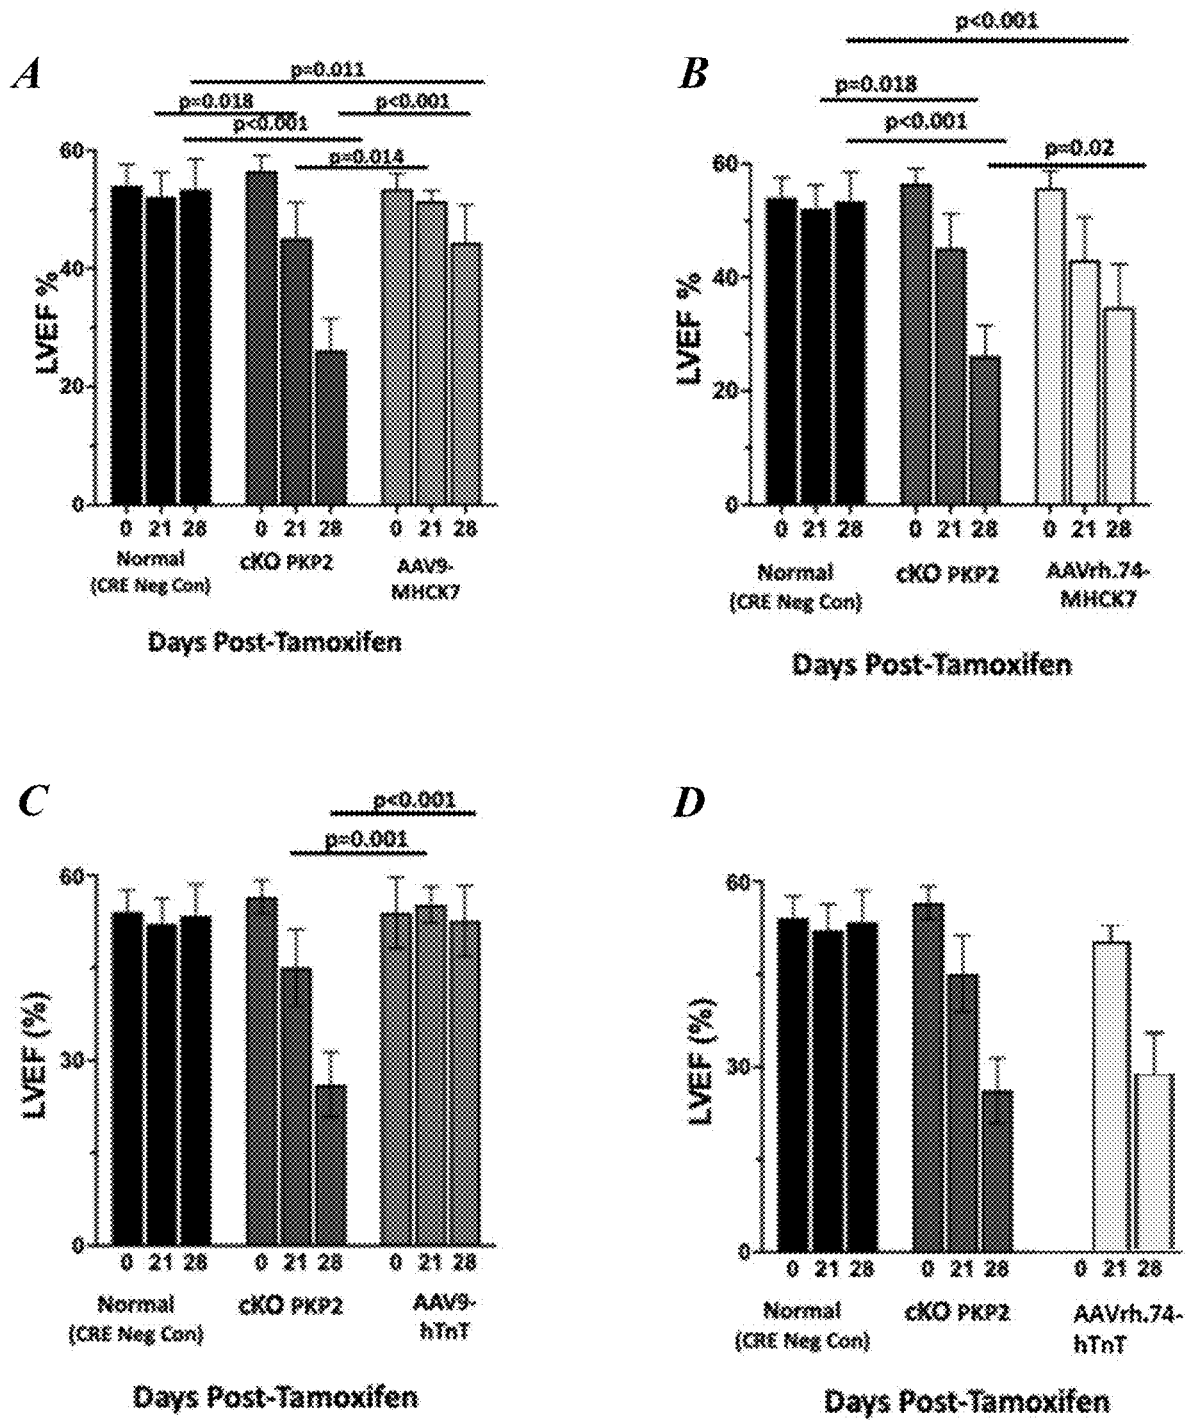 A
p=0.011
p=0.018
p<0.001
p<0.001
p=0.014
60
40
20
0
LVEF %
0 21 28 0 21 28 0 21 28
Normal
(CRE Neg Con)
cKO PKP2
AAV9-
MHCK7
Days Post-Tamoxifen
B
p<0.001
p=0.018
p<0.001
p=0.02
60
40
20
0
LVEF %
0 21 28 0 21 28 0 21 28
Normal
(CRE Neg Con)
cKO PKP2
AAVrh.74-
MHCK7
Days Post-Tamoxifen
C
p<0.001
p=0.001
60
30
0
LVEF (%)
0 21 28 0 21 28 0 21 28
Normal
(CRE Neg Con)
cKO PKP2
AAV9-
hTnT
Days Post-Tamoxifen
D
60
30
0
LVEF (%)
0 21 28 0 21 28 0 21 28
Normal
(CRE Neg Con)
cKO PKP2
AAVrh.74-
hTnT
Days Post-Tamoxifen